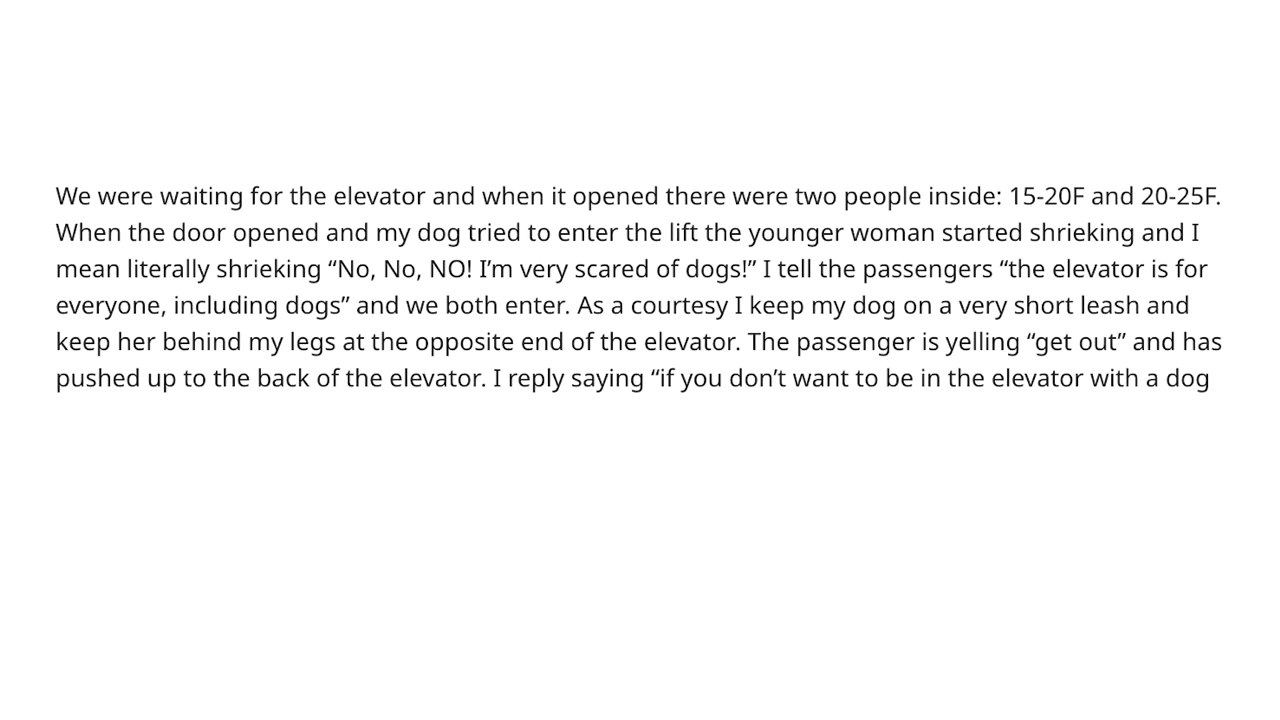 We were waiting for the elevator and when it opened there were two people inside: 15-20F and 20-25F.
When the door opened and my dog tried to enter the lift the younger woman started shrieking and I
mean literally shrieking “No, No, NO! I’m very scared of dogs!” I tell the passengers “the elevator is for
everyone, including dogs” and we both enter. As a courtesy I keep my dog on a very short leash and
keep her behind my legs at the opposite end of the elevator. The passenger is yelling “get out” and has
pushed up to the back of the elevator. I reply saying “if you don’t want to be in the elevator with a dog